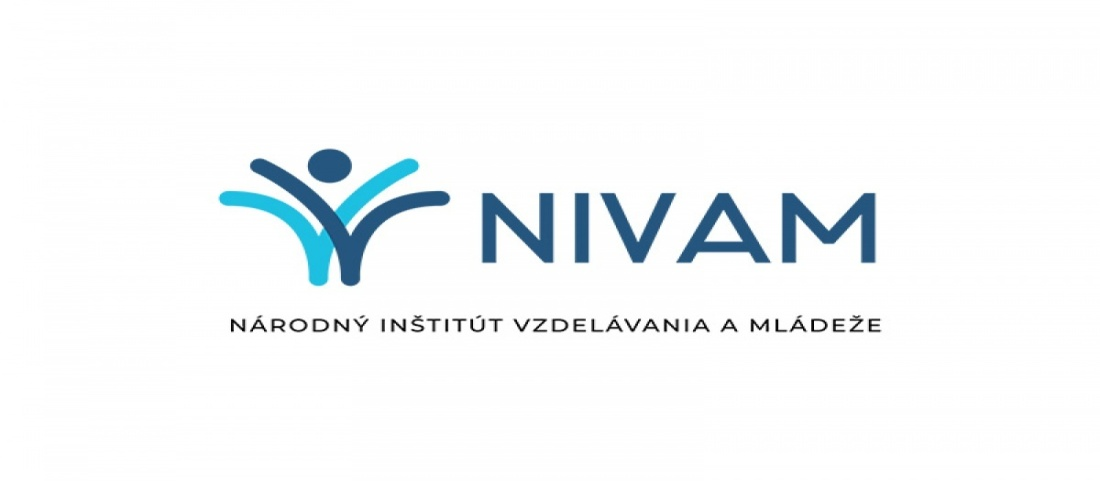 NIVAM
NÁRODNÝ INŠTITÚT VZDELÁVANIA A MLÁDEŽE